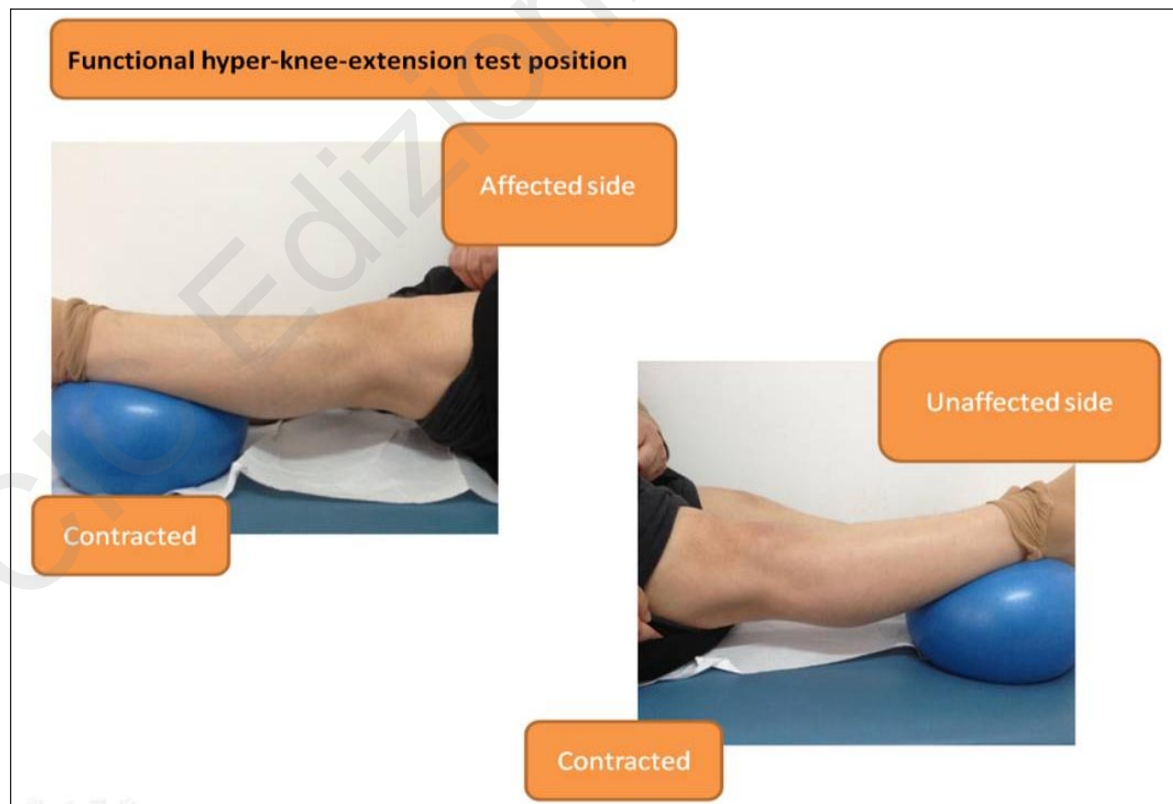 Functional hyper-knee-extension test position
Affected side
Unaffected side
Contracted
Contracted